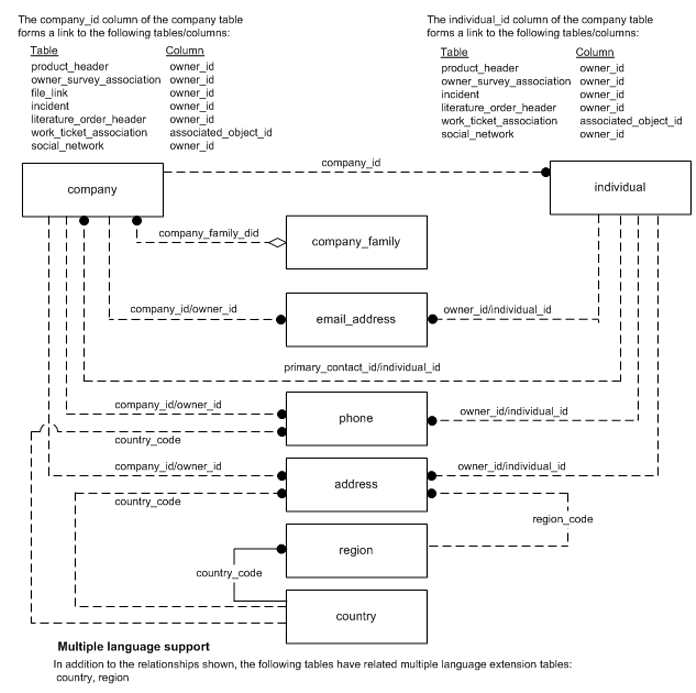 The company_id column of the company table
forms a link to the following tables/columns:
Table Column
product_header owner_id
owner_survey_association owner_id
file_link owner_id
incident owner_id
literature_order_header owner_id
work_ticket_association associated_object_id
social_network owner_id
The individual_id column of the company table
forms a link to the following tables/columns:
Table Column
product_header owner_id
owner_survey_association owner_id
incident owner_id
literature_order_header owner_id
work_ticket_association associated_object_id
social_network owner_id
company_id
company
individual
company_family_did
company_family
company_id/owner_id
email_address
owner_id/individual_id
primary_contact_id/individual_id
company_id/owner_id
phone
owner_id/individual_id
country_code
company_id/owner_id
address
owner_id/individual_id
country_code
region_code
region
country_code
country
Multiple language support
In addition to the relationships shown, the following tables have related multiple language extension tables:
country, region